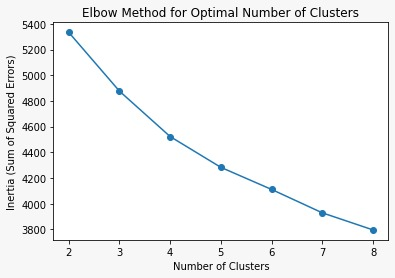 Elbow Method for Optimal Number of Clusters
5400
5200
5000
4800
4600
4400
4200
4000
3800
Inertia (Sum of Squared Errors)
2 3 4 5 6 7 8
Number of Clusters